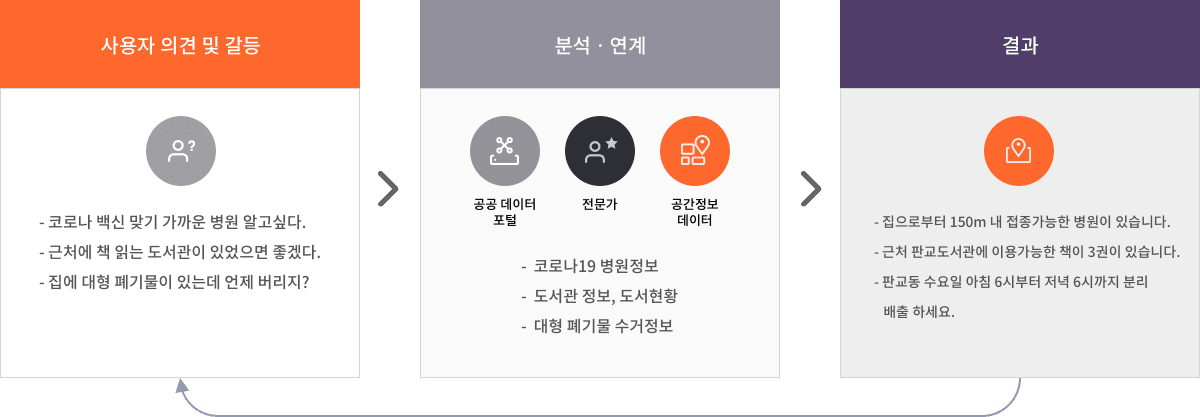 사용자 의견 및 갈등
- 코로나 백신 맞기 가까운 병원 알고싶다.
- 근처에 책 읽는 도서관이 있었으면 좋겠다.
- 집에 대형 폐기물이 있는데 언제 버리지?
분석 · 연계
공공 데이터
포털
전문가
공간정보
데이터
- 코로나19 병원정보
- 도서관 정보, 도서현황
- 대형 폐기물 수거정보
결과
- 집으로부터 150m 내 접종가능한 병원이 있습니다.
- 근처 판교도서관에 이용가능한 책이 3권이 있습니다.
- 판교동 수요일 아침 6시부터 저녁 6시까지 분리
배출 하세요.